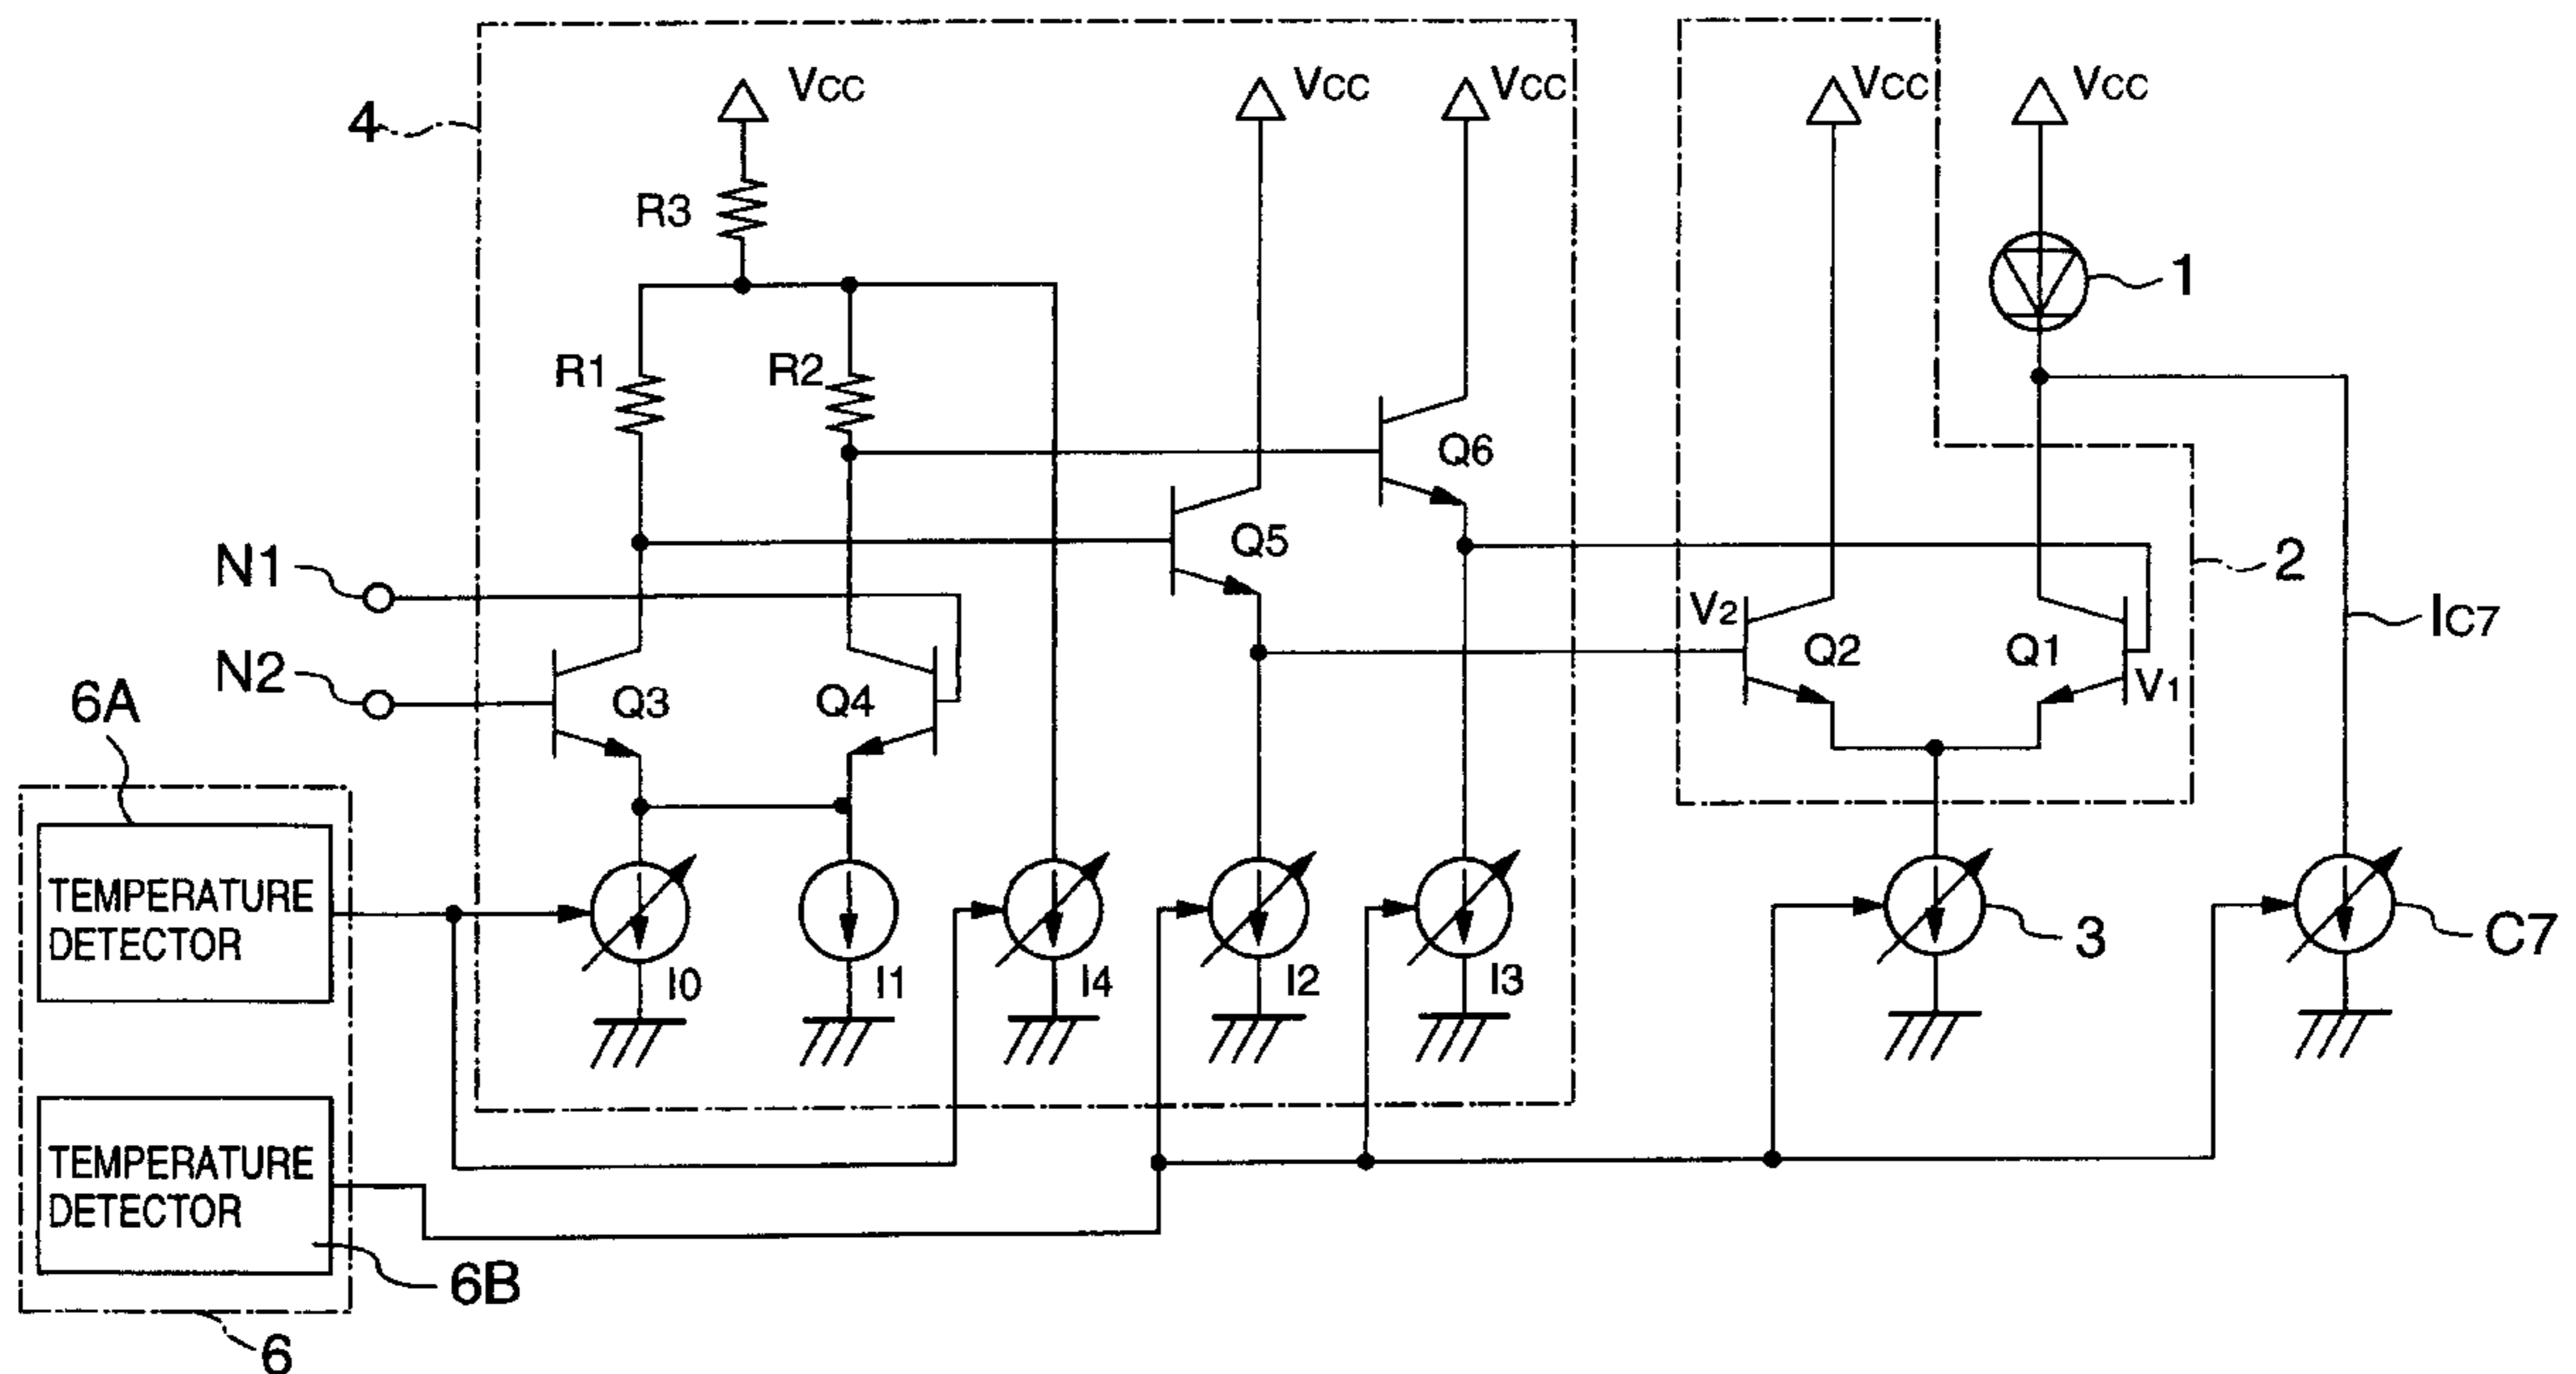 VCC
VCC
VCC
VCC
VCC
4
R3
1
R1
R2
Q6
Q5
N1
2
V2
Q2
Q1
IC7
N2
V1
6A
Q3
Q4
TEMPERATURE
DETECTOR
I0
I1
I4
I2
I3
3
C7
TEMPERATURE
DETECTOR
6B
6